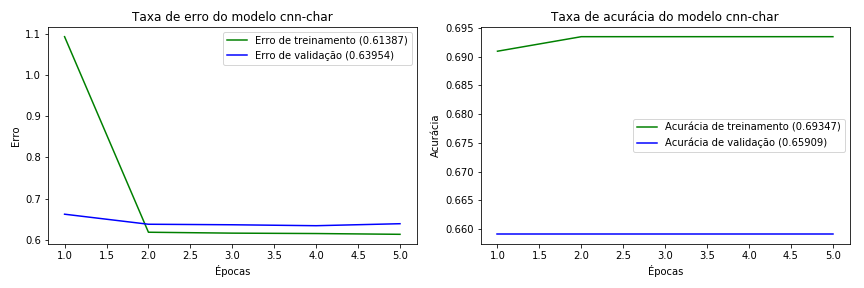 Taxa de erro do modelo cnn-char
1.1
1.0
0.9
0.8
0.7
0.6
Erro
Erro de treinamento (0.61387)
Erro de validação (0.63954)
1.0 1.5 2.0 2.5 3.0 3.5 4.0 4.5 5.0
Épocas
Taxa de acurácia do modelo cnn-char
0.695
0.690
0.685
0.680
0.675
0.670
0.665
0.660
Acurácia
Acurácia de treinamento (0.69347)
Acurácia de validação (0.65909)
1.0 1.5 2.0 2.5 3.0 3.5 4.0 4.5 5.0
Épocas